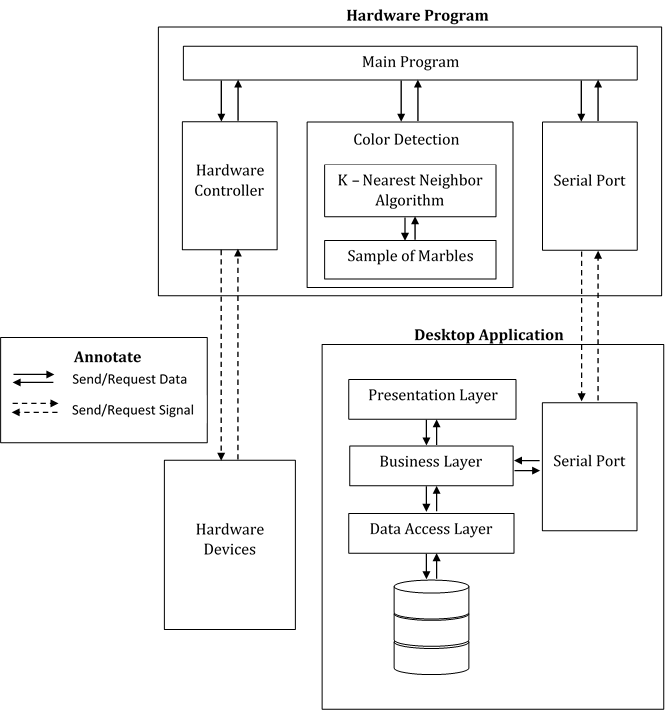 Hardware Program
Main Program
Hardware
Controller
Color Detection
K – Nearest Neighbor
Algorithm
Sample of Marbles
Serial Port
Desktop Application
Annotate
Send/Request Data
Send/Request Signal
Presentation Layer
Business Layer
Serial Port
Data Access Layer
Hardware
Devices